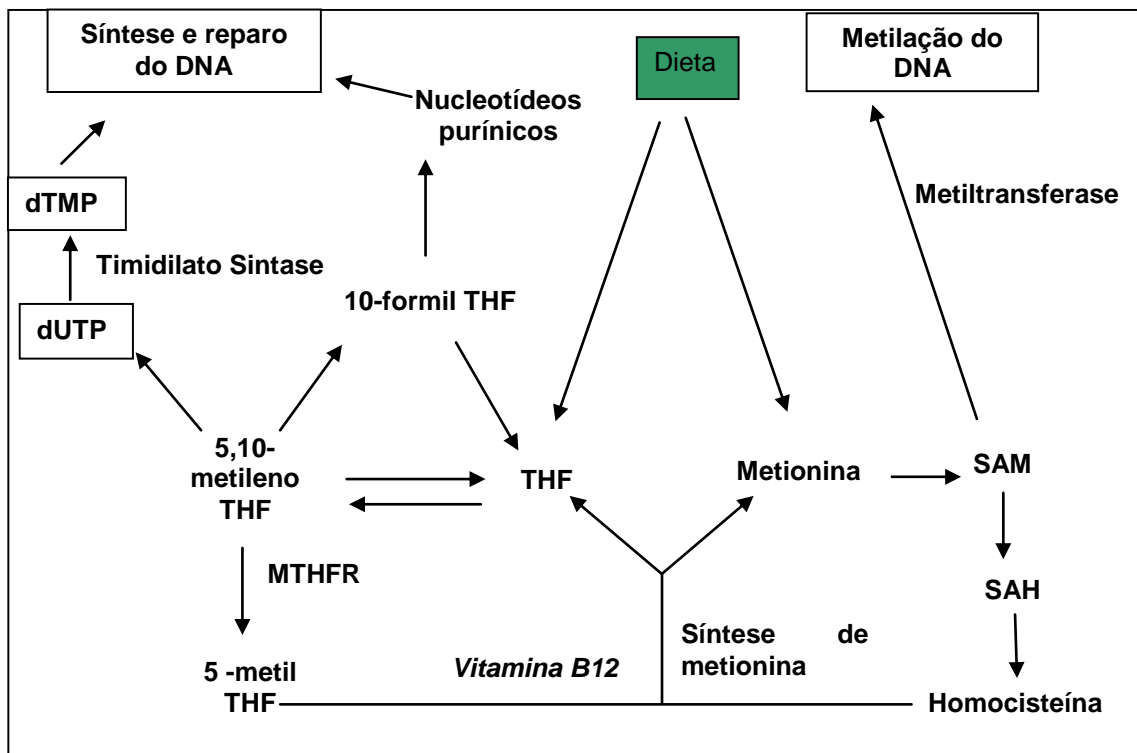 Síntese e reparo
do DNA
Dieta
Metilação do
DNA
Nucleotídeos
purínicos
dTMP
Metiltransferase
Timidilato Sintase
10-formil THF
dUTP
5,10-
metileno
THF
THF
Metionina
SAM
MTHFR
SAH
5 -metil
THF
Vitamina B12
Síntese de
metionina
Homocisteína